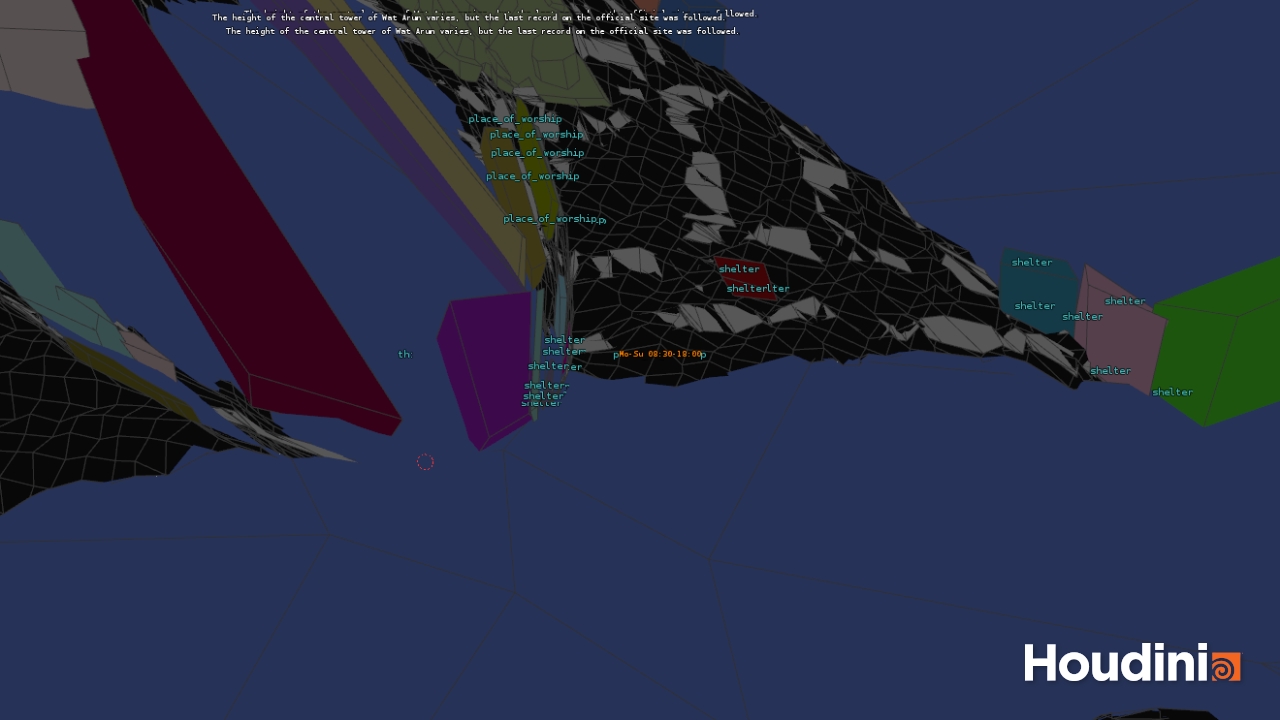 The height of the central tower of Wat Arun varies, but the last record on the official site was followed.
The height of the central tower of Wat Arun varies, but the last record on the official site was followed.
place_of_worship
place_of_worship
place_of_worship
place_of_worship
place_of_worship
shelter
shelter
shelter
shelter
shelter
shelter
shelter
shelter
th
shelter
p Mo-Su 08:30-18:00 p
shelter
shelter
shelter
shelter
shelter
shelter
Houdini